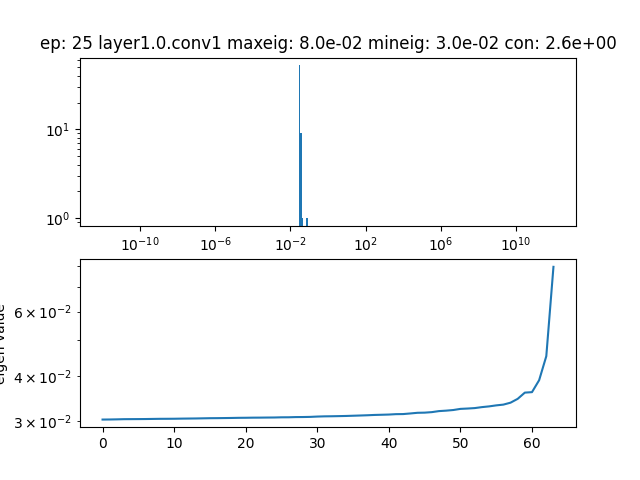 ep: 25 layer1.0.conv1 maxeig: 8.0e-02 mineig: 3.0e-02 con: 2.6e+00
10¹
10⁰
10⁻¹⁰ 10⁻⁶ 10⁻² 10² 10⁶ 10¹⁰
eigen value
6 × 10⁻²
4 × 10⁻²
3 × 10⁻²
0 10 20 30 40 50 60